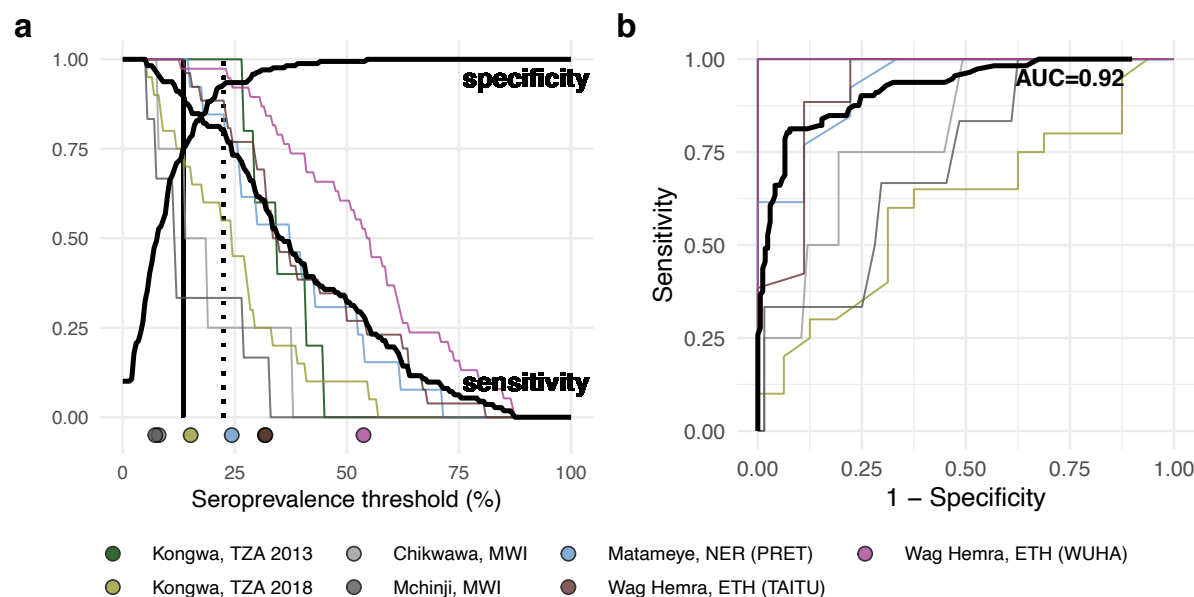 a
b
1.00
0.75
0.50
0.25
0.00
specificity
sensitivity
0
25
50
75
100
Seroprevalence threshold (%)
Sensitivity
1.00
0.75
0.50
0.25
0.00
AUC=0.92
0.00
0.25
0.50
0.75
1.00
1 − Specificity
Kongwa, TZA 2013
Chikwawa, MWI
Matameye, NER (PRET)
Wag Hemra, ETH (WUHA)
Kongwa, TZA 2018
Mchinji, MWI
Wag Hemra, ETH (TAITU)